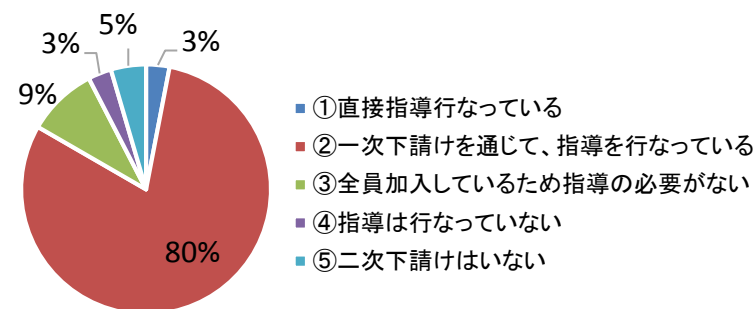 5%
3%
3%
9%
80%
①直接指導行なっている
②一次下請けを通じて、指導を行なっている
③全員加入しているため指導の必要がない
④指導は行なっていない
⑤二次下請けはいない